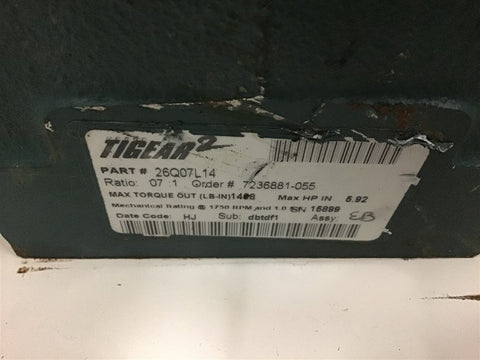 TIGEAR2
PART # 26Q07L14
Ratio: 07 :1 Order # 7236881-055
MAX TORQUE OUT (LB-IN) Max HP IN 5.92
Mechanical Rating @ 1750 RPM and 1.0 SN 15899
Date Code: HJ Sub: dbtdf1 Assy: EB